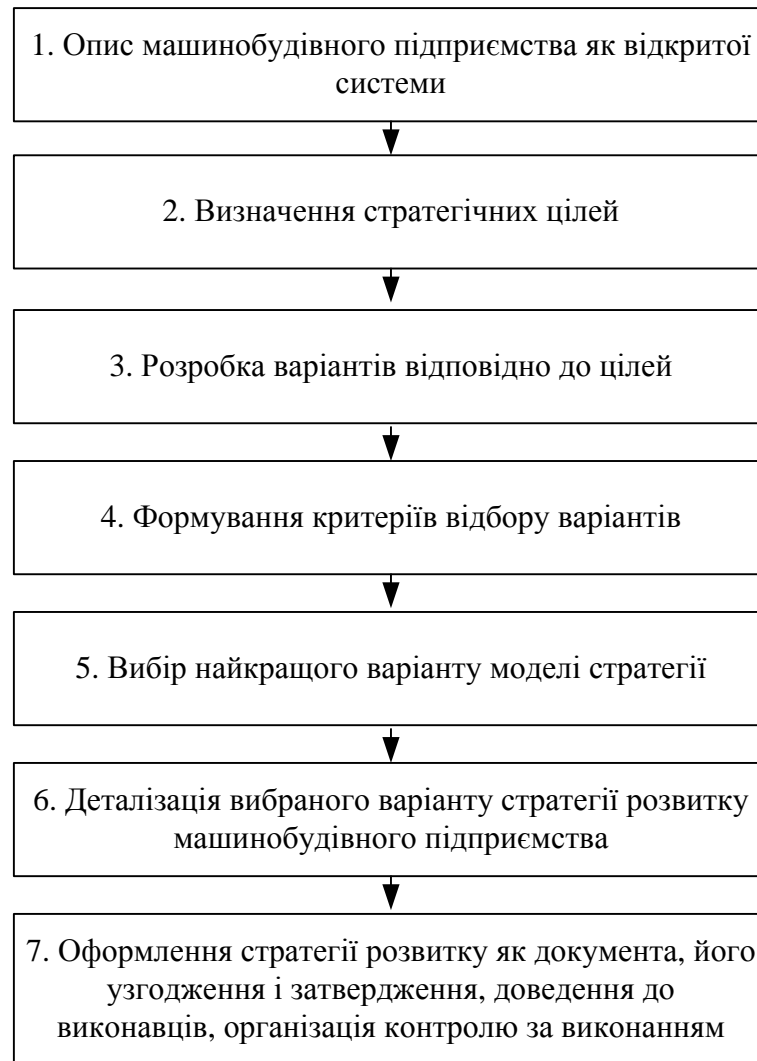 1. Опис машинобудівного підприємства як відкритої
системи
2. Визначення стратегічних цілей
3. Розробка варіантів відповідно до цілей
4. Формування критеріїв відбору варіантів
5. Вибір найкращого варіанту моделі стратегії
6. Деталізація вибраного варіанту стратегії розвитку
машинобудівного підприємства
7. Оформлення стратегії розвитку як документа, його
узгодження і затвердження, доведення до
виконавців, організація контролю за виконанням